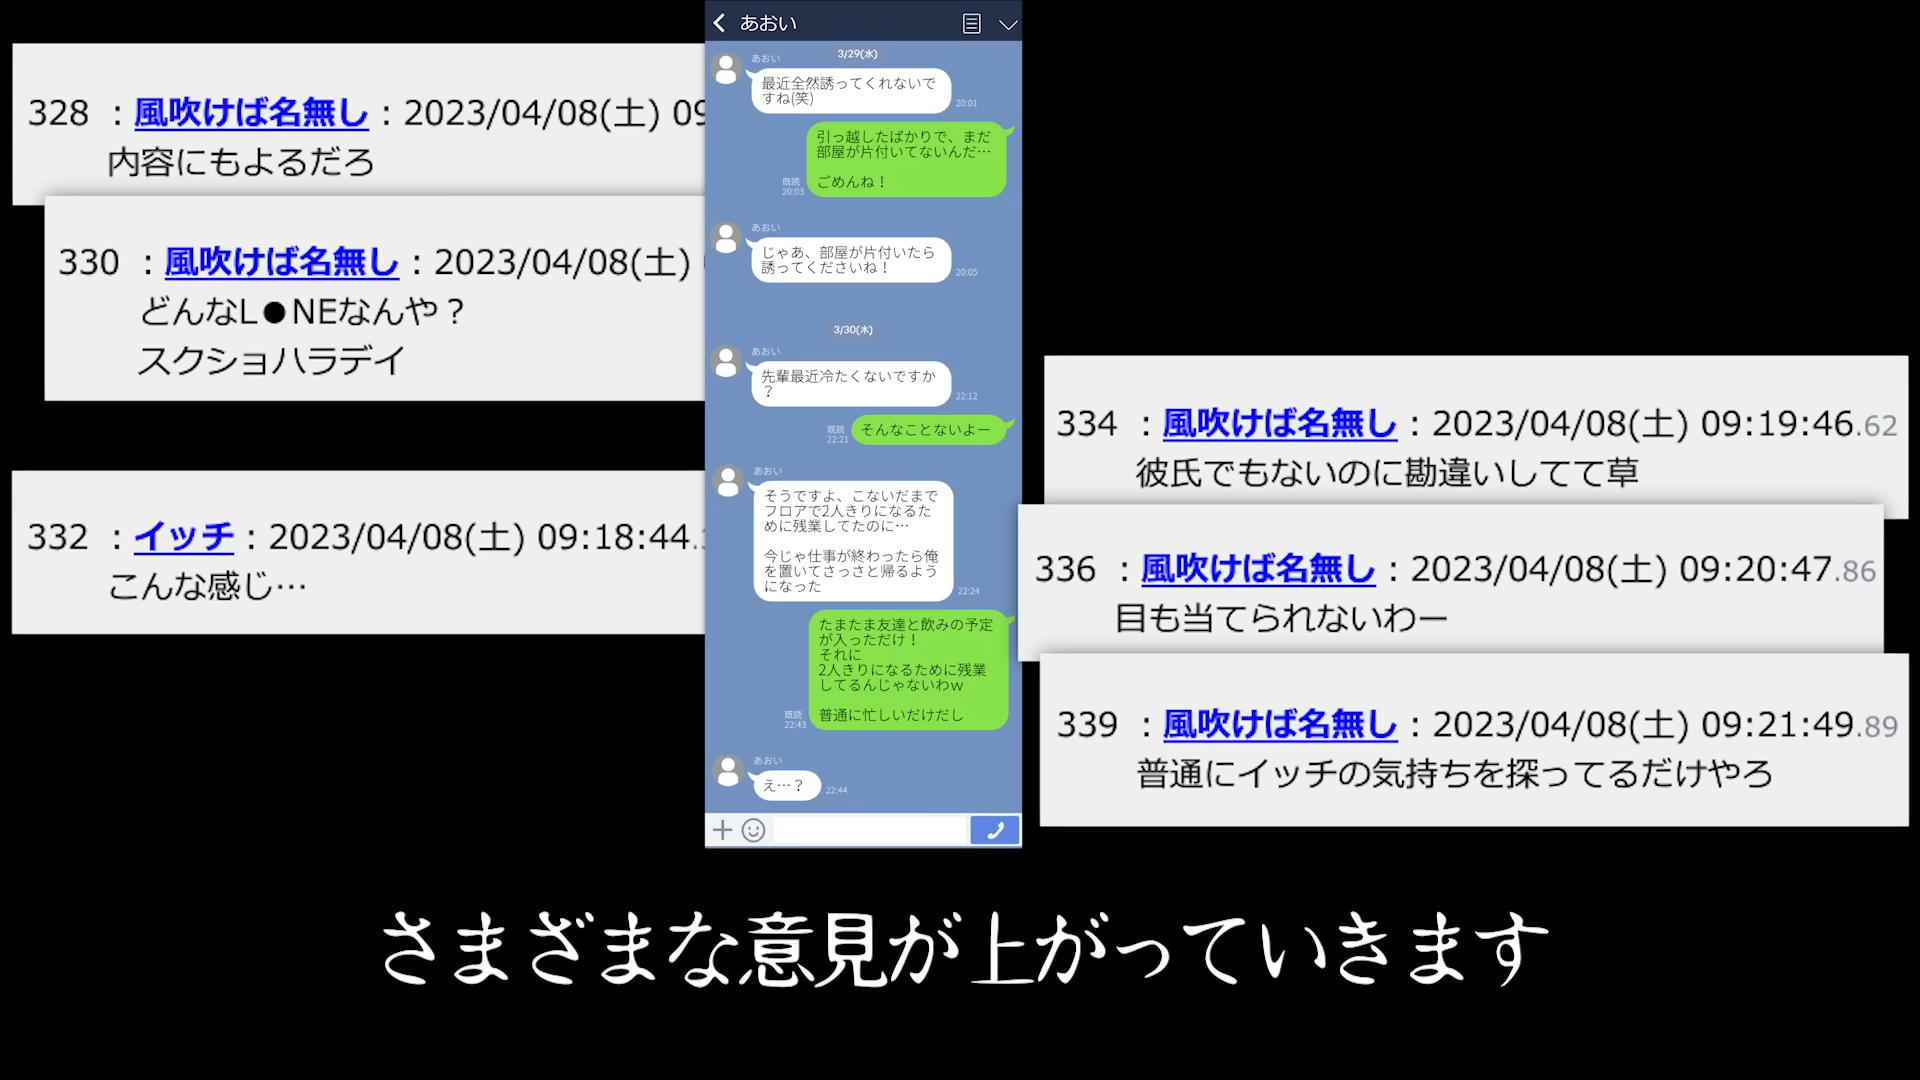 328 ：風吹けば名無し：2023/04/08(土) 09
内容にもよるだろ
330 ：風吹けば名無し：2023/04/08(土)
どんなL●NEなんや？
スクショハラデイ
332 ：イッチ：2023/04/08(土) 09:18:44.
こんな感じ…
あおい
3/29(水)
あおい
最近全然誘ってくれないで
すね(笑)
20:01
引っ越したばかりで、まだ
部屋が片付いてないんだ…
ごめんね！
既読
20:03
あおい
じゃあ、部屋が片付いたら
誘ってくださいね！
20:05
3/30(木)
あおい
先輩最近冷たくないですか
？
22:12
そんなことないよー
既読
22:21
あおい
そうですよ、こないだまで
フロアで2人きりになるた
めに残業してたのに…
今じゃ仕事が終わったら俺
を置いてさっさと帰るよう
になった
22:24
たまたま友達と飲みの予定
が入っただけ！
それに
2人きりになるために残業
してるんじゃないわｗ
普通に忙しいだけだし
既読
22:43
あおい
え…？
22:44
334 ：風吹けば名無し：2023/04/08(土) 09:19:46.62
彼氏でもないのに勘違いしてて草
336 ：風吹けば名無し：2023/04/08(土) 09:20:47.86
目も当てられないわー
339 ：風吹けば名無し：2023/04/08(土) 09:21:49.89
普通にイッチの気持ちを探ってるだけやろ
さまざまな意見が上がっていきます